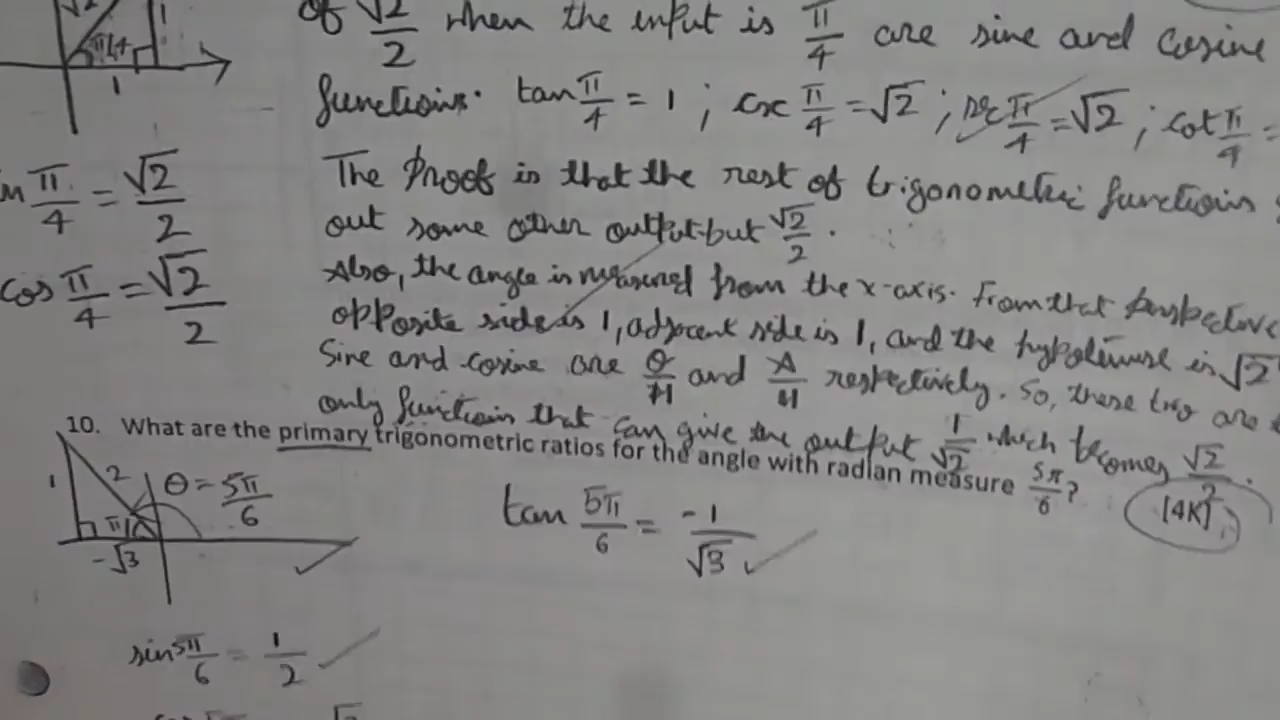 √2
1
π/4
1
of √2/2 when the input is π/4 are sine and cosine
functions. tan π/4 = 1 ; csc π/4 = √2 ; sec π/4 = √2 ; cot π/4 =
The proof is that the rest of trigonometric functions
out some other output but √2/2 .
π/4 = √2/2
cos π/4 = √2/2
Also, the angle is measured from the x-axis. From that perspective
opposite side is 1, adjacent side is 1, and the hypotenuse is √2
Sine and cosine are O/H and A/H respectively. So, these trig are
only function that can give the output 1/√2 which becomes √2/2.
10. What are the primary trigonometric ratios for the angle with radian measure 5π/6?
[4K]
1
2
θ = 5π/6
-√3
tan 5π/6 = -1/√3
sin 5π/6 = 1/2